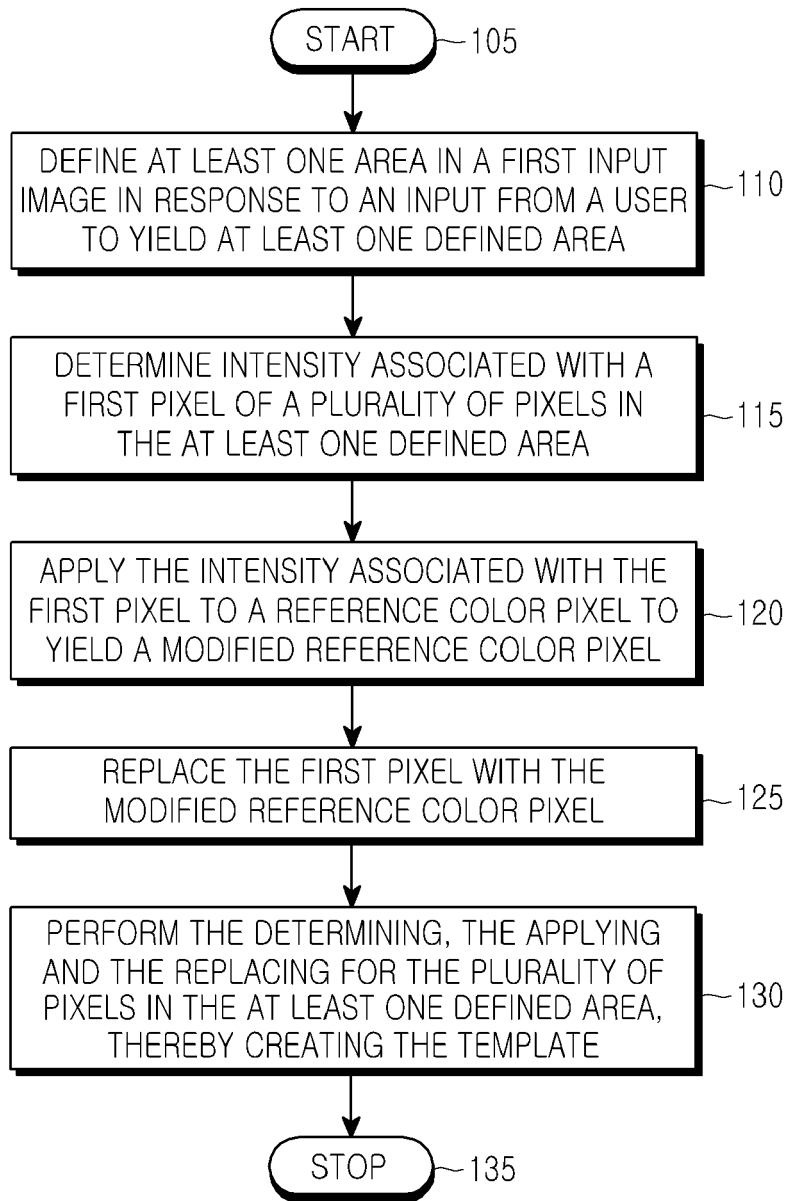 START
105
DEFINE AT LEAST ONE AREA IN A FIRST INPUT
IMAGE IN RESPONSE TO AN INPUT FROM A USER
TO YIELD AT LEAST ONE DEFINED AREA
110
DETERMINE INTENSITY ASSOCIATED WITH A
FIRST PIXEL OF A PLURALITY OF PIXELS IN
THE AT LEAST ONE DEFINED AREA
115
APPLY THE INTENSITY ASSOCIATED WITH THE
FIRST PIXEL TO A REFERENCE COLOR PIXEL TO
YIELD A MODIFIED REFERENCE COLOR PIXEL
120
REPLACE THE FIRST PIXEL WITH THE
MODIFIED REFERENCE COLOR PIXEL
125
PERFORM THE DETERMINING, THE APPLYING
AND THE REPLACING FOR THE PLURALITY OF
PIXELS IN THE AT LEAST ONE DEFINED AREA,
THEREBY CREATING THE TEMPLATE
130
STOP
135